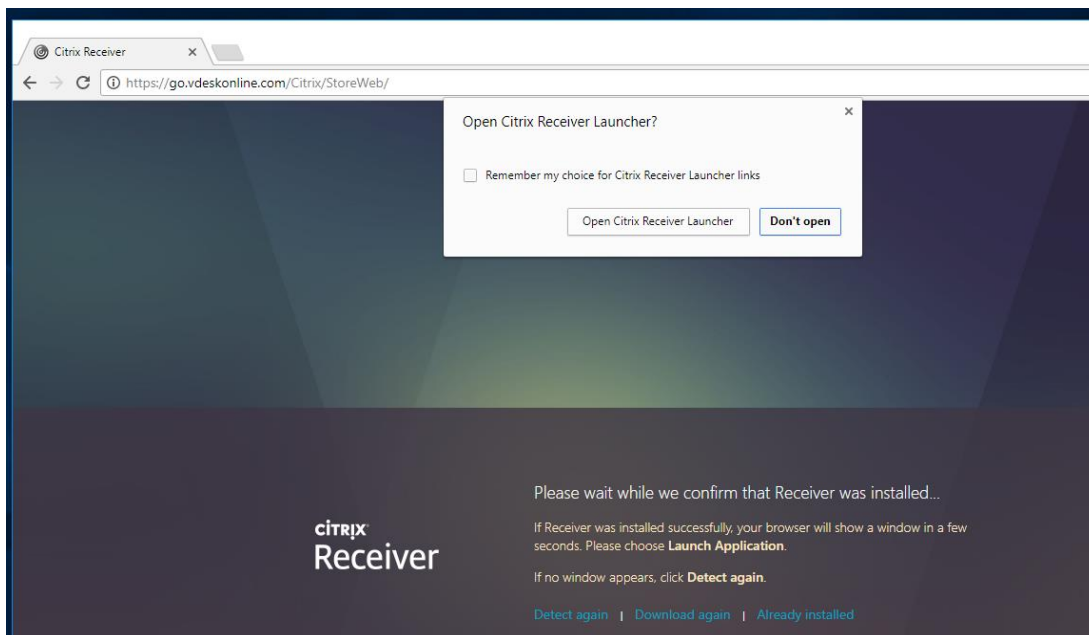 Citrix Receiver
https://go.vdeskonline.com/Citrix/StoreWeb/
Open Citrix Receiver Launcher?
Remember my choice for Citrix Receiver Launcher links
Open Citrix Receiver Launcher Don't open
Please wait while we confirm that Receiver was installed...
CİTRIX
Receiver
If Receiver was installed successfully, your browser will show a window in a few
seconds. Please choose Launch Application.
If no window appears, click Detect again.
Detect again | Download again | Already installed